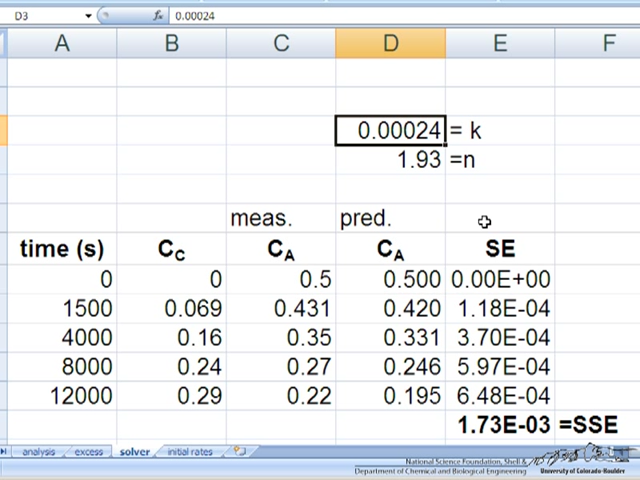 D3 fx 0.00024
A B C D E F
0.00024 = k
1.93 =n
meas. pred.
time (s) CC CA CA SE
0 0 0.5 0.500 0.00E+00
1500 0.069 0.431 0.420 1.18E-04
4000 0.16 0.35 0.331 3.70E-04
8000 0.24 0.27 0.246 5.97E-04
12000 0.29 0.22 0.195 6.48E-04
1.73E-03 =SSE
analysis excess solver initial rates
National Science Foundation, Shell &
Department of Chemical and Biological Engineering University of Colorado-Boulder